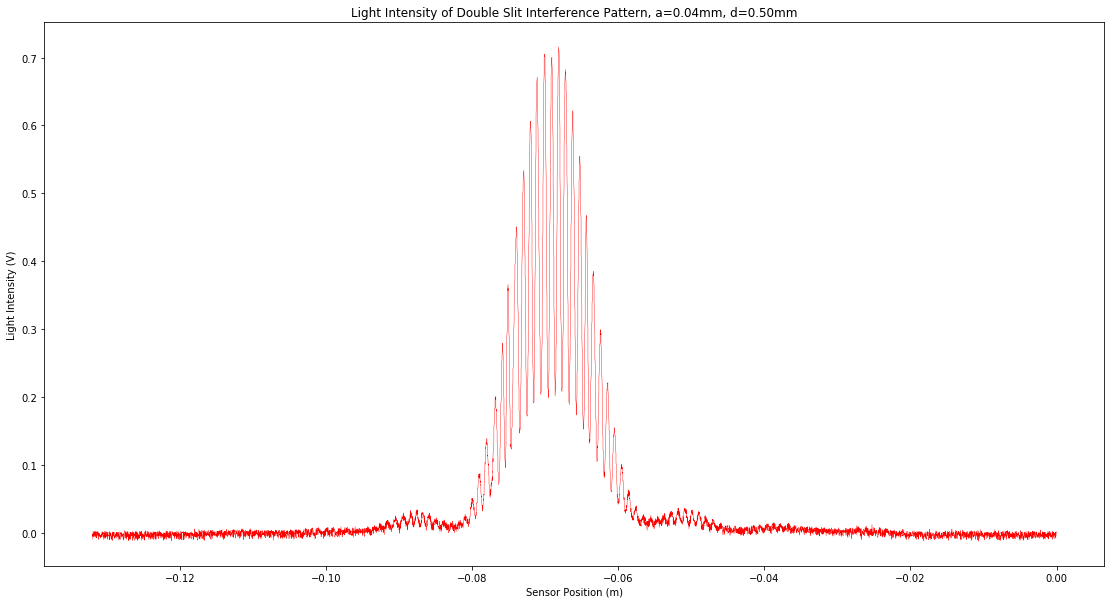 Light Intensity of Double Slit Interference Pattern, a=0.04mm, d=0.50mm
0.7
0.6
0.5
0.4
0.3
0.2
0.1
0.0
Light Intensity (V)
−0.12 −0.10 −0.08 −0.06 −0.04 −0.02 0.00
Sensor Position (m)